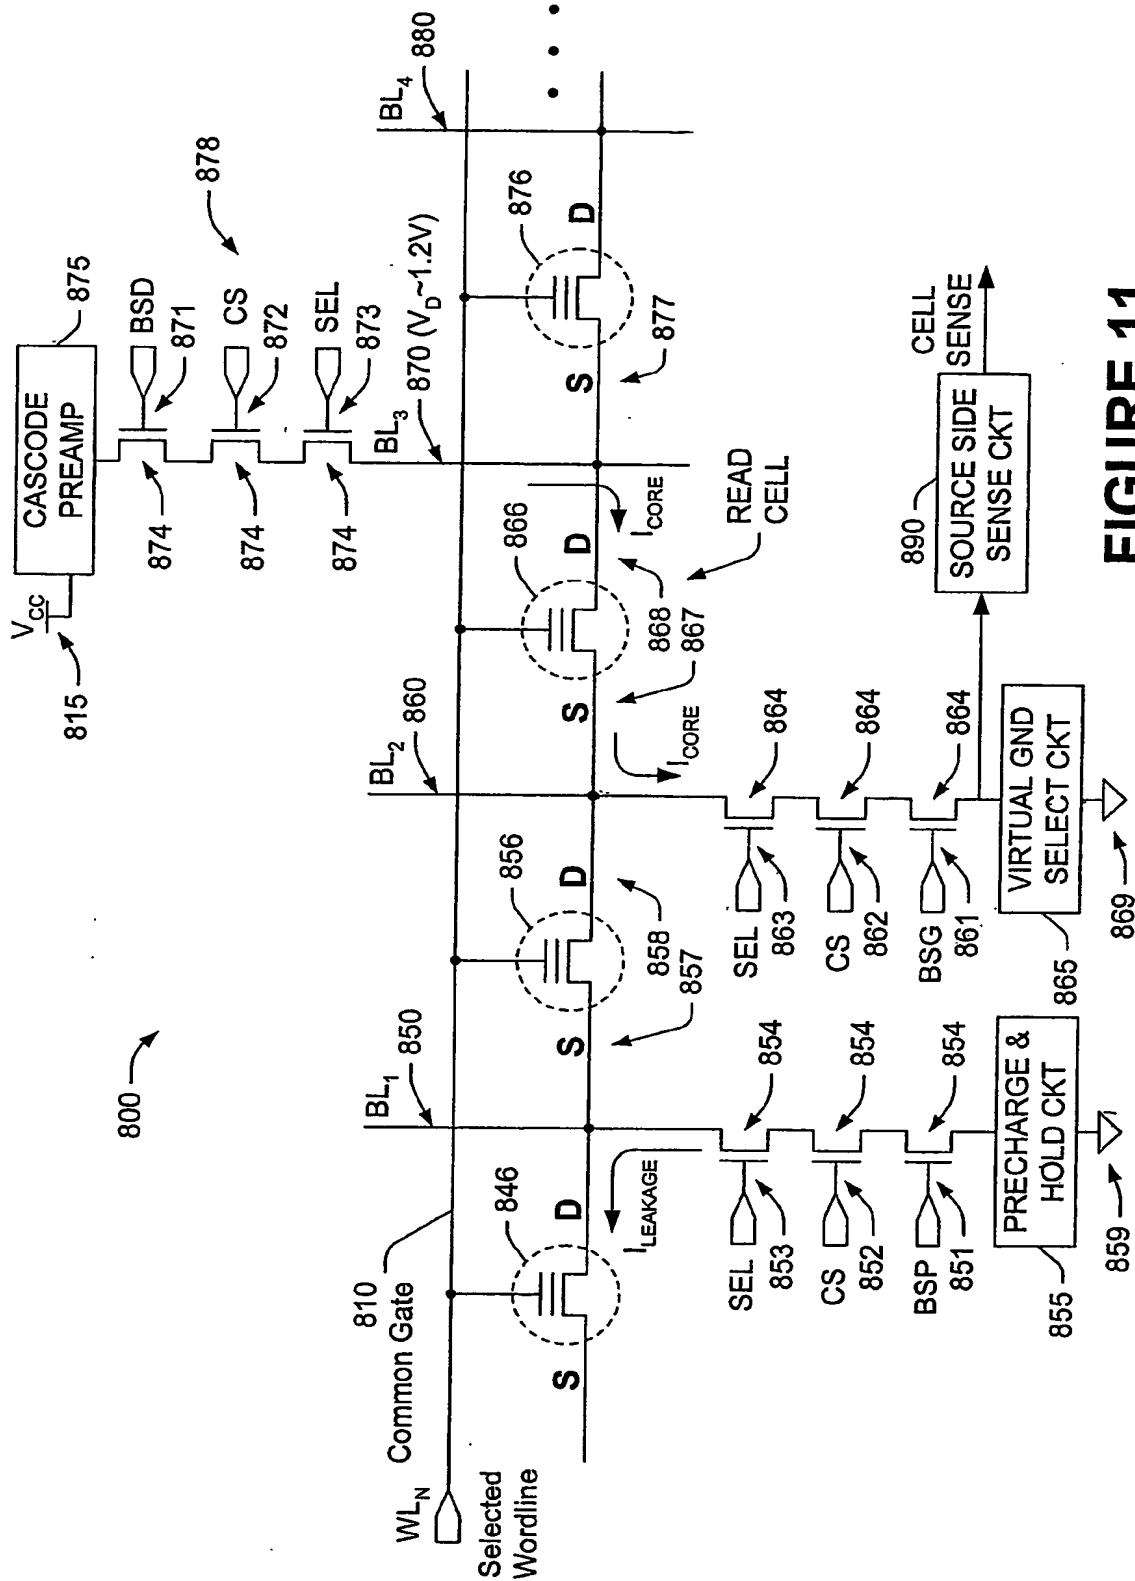 800
V_CC
815
CASCODE
PREAMP
875
BSD
871
874
CS
872
874
878
SEL
873
874
WL_N
Selected
Wordline
810
Common Gate
BL_1
850
BL_2
860
BL_3
870 (V_D~1.2V)
BL_4
880
846
856
866
876
S
D
S
D
S
D
S
D
I_LEAKAGE
857
858
I_CORE
867
868
I_CORE
READ
CELL
877
SEL
853
854
CS
852
854
BSP
851
854
PRECHARGE &
HOLD CKT
855
859
SEL
863
864
CS
862
864
BSG
861
864
VIRTUAL GND
SELECT CKT
865
869
890
SOURCE SIDE
SENSE CKT
CELL
SENSE
FIGURE 11